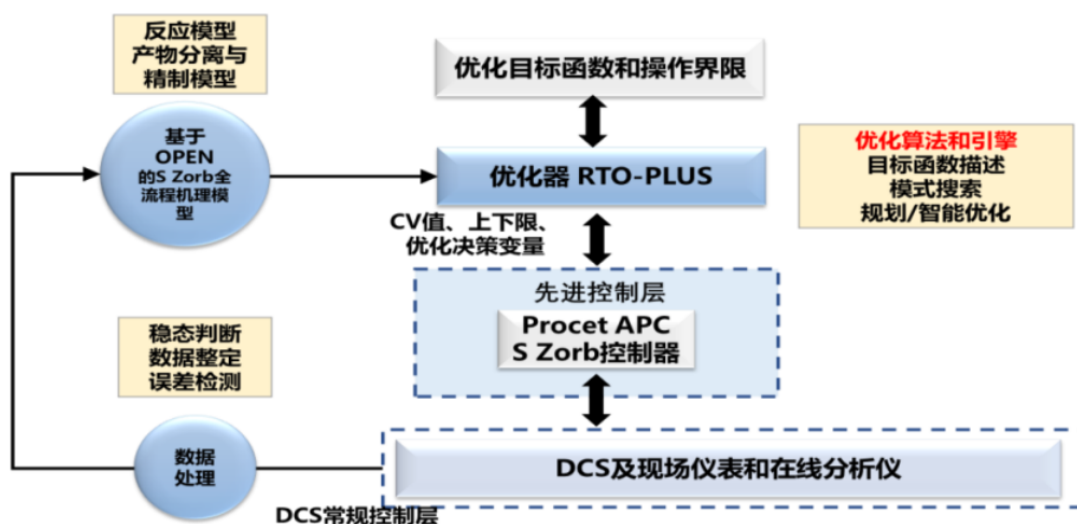 反应模型
产物分离与
精制模型
优化目标函数和操作界限
基于
OPEN
的S Zorb全
流程机理模
型
优化器 RTO-PLUS
优化算法和引擎
目标函数描述
模式搜索
规划/智能优化
CV值、上下限、
优化决策变量
先进控制层
Procet APC
S Zorb控制器
稳态判断
数据整定
误差检测
数据
处理
DCS及现场仪表和在线分析仪
DCS常规控制层